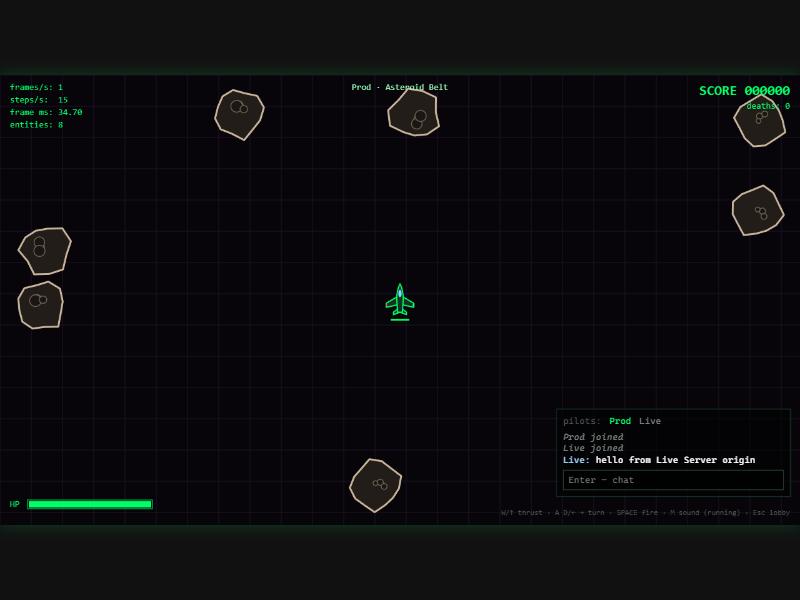 frames/s: 1
steps/s: 15
frame ms: 34.70
entities: 8
Prod · Asteroid Belt
SCORE 000000
deaths: 0
pilots: Prod Live
Prod joined
Live joined
Live: hello from Live Server origin
Enter — chat
HP
W/↑ thrust · A D/← → turn · SPACE fire · M sound (running) · Esc lobby